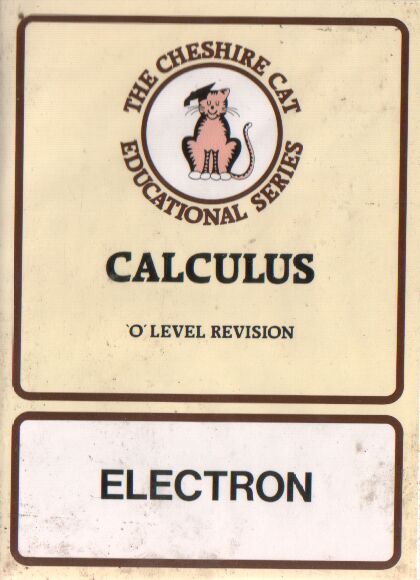 THE CHESHIRE CAT
EDUCATIONAL SERIES
CALCULUS
'O' LEVEL REVISION
ELECTRON